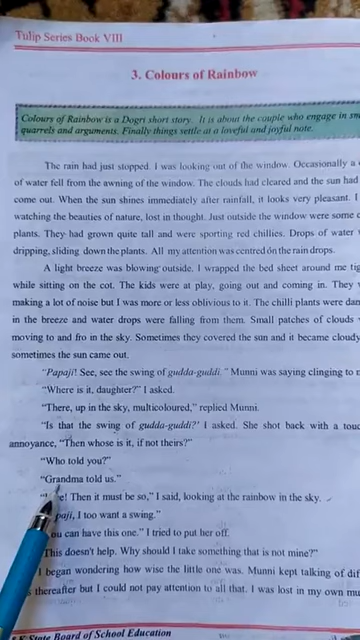 Tulip Series Book VIII
3. Colours of Rainbow
Colours of Rainbow is a Dogri short story. It is about the couple who engage in
quarrels and arguments. Finally things settle at a loveful and joyful note.
The rain had just stopped. I was looking out of the window. Occasionally a
of water fell from the awning of the window. The clouds had cleared and the sun had
come out. When the sun shines immediately after rainfall, it looks very pleasant. I
watching the beauties of nature, lost in thought. Just outside the window were some
plants. They had grown quite tall and were sporting red chillies. Drops of water
dripping, sliding down the plants. All my attention was centred on the rain drops.
A light breeze was blowing outside. I wrapped the bed sheet around me
while sitting on the cot. The kids were at play, going out and coming in. They
making a lot of noise but I was more or less oblivious to it. The chilli plants were
in the breeze and water drops were falling from them. Small patches of clouds
moving to and fro in the sky. Sometimes they covered the sun and it became cloudy
sometimes the sun came out.
"Papaji! See, see the swing of gudda-guddi." Munni was saying clinging to
"Where is it, daughter?" I asked.
"There, up in the sky, multicoloured," replied Munni.
"Is that the swing of gudda-guddi?' I asked. She shot back with a
annoyance, "Then whose is it, if not theirs?"
"Who told you?"
"Grandma told us."
Then it must be so," I said, looking at the rainbow in the sky.
I too want a swing."
can have this one." I tried to put her off.
This doesn't help. Why should I take something that is not mine?"
I began wondering how wise the little one was. Munni kept talking of
thereafter but I could not pay attention to all that. I was lost in my own
State Board of School Education